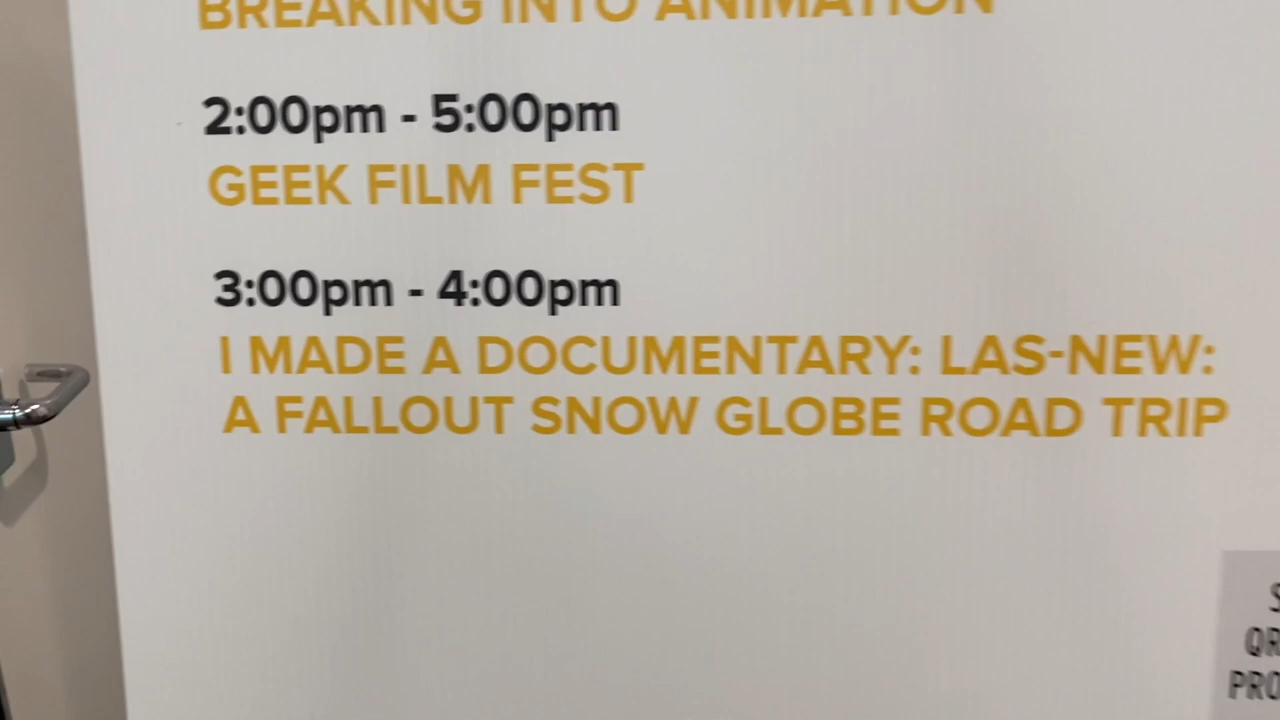 BREAKING INTO ANIMATION
2:00pm - 5:00pm
GEEK FILM FEST
3:00pm - 4:00pm
I MADE A DOCUMENTARY: LAS-NEW:
A FALLOUT SNOW GLOBE ROAD TRIP